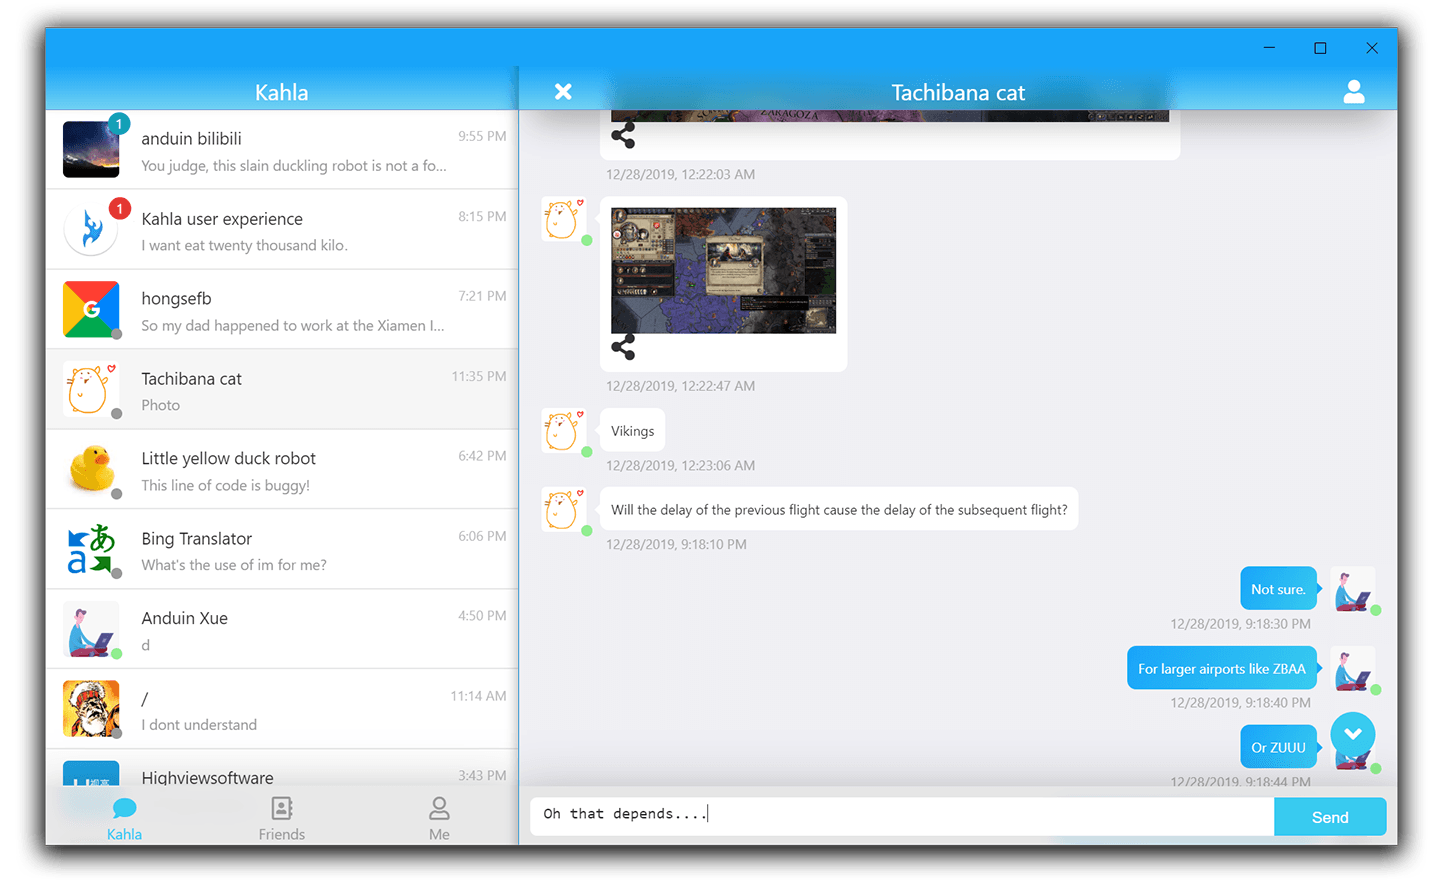 Kahla
1
anduin bilibili
9:55 PM
You judge, this slain duckling robot is not a fo...
1
Kahla user experience
8:15 PM
I want eat twenty thousand kilo.
G
hongsefb
7:21 PM
So my dad happened to work at the Xiamen I...
Tachibana cat
11:35 PM
Photo
Little yellow duck robot
6:42 PM
This line of code is buggy!
a あ
Bing Translator
6:06 PM
What's the use of im for me?
Anduin Xue
4:50 PM
d
/
11:14 AM
I dont understand
Highviewsoftware
3:43 PM
Kahla
Friends
Me
Tachibana cat
ZARAGOZA
12/28/2019, 12:22:03 AM
12/28/2019, 12:22:47 AM
Vikings
12/28/2019, 12:23:06 AM
Will the delay of the previous flight cause the delay of the subsequent flight?
12/28/2019, 9:18:10 PM
Not sure.
12/28/2019, 9:18:30 PM
For larger airports like ZBAA
12/28/2019, 9:18:40 PM
Or ZUUU
12/28/2019, 9:18:44 PM
Oh that depends....
Send